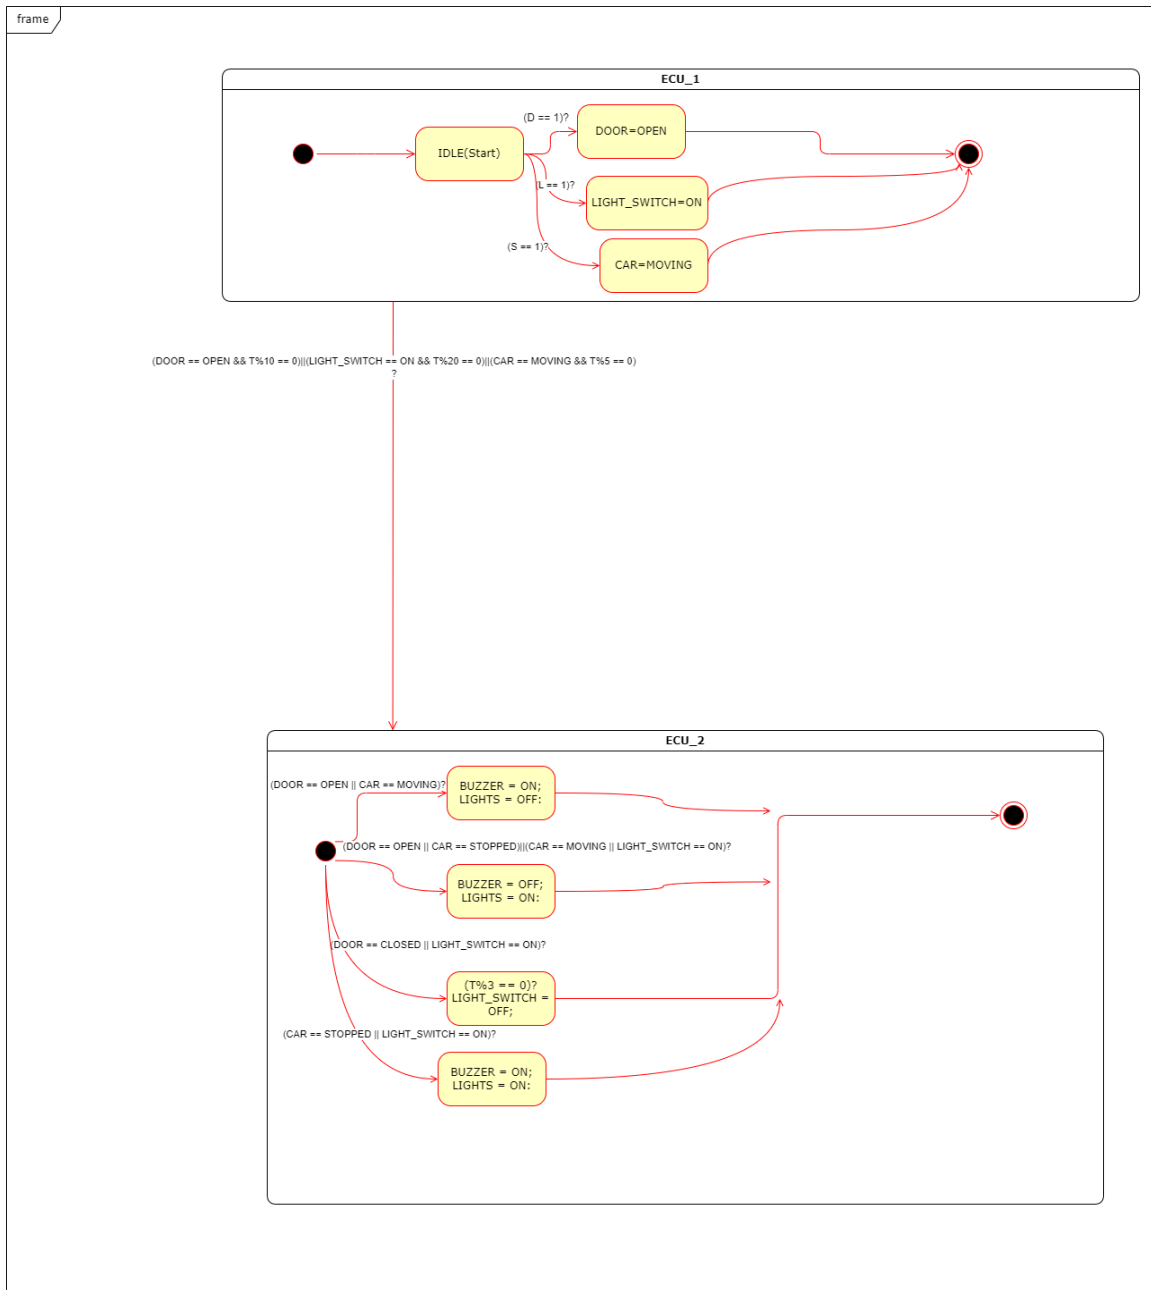 frame
ECU_1
(D == 1)?
DOOR=OPEN
IDLE(Start)
(L == 1)?
LIGHT_SWITCH=ON
(S == 1)?
CAR=MOVING
(DOOR == OPEN && T%10 == 0)||(LIGHT_SWITCH == ON && T%20 == 0)||(CAR == MOVING && T%5 == 0)
?
ECU_2
(DOOR == OPEN || CAR == MOVING)?
BUZZER = ON;
LIGHTS = OFF:
(DOOR == OPEN || CAR == STOPPED)||(CAR == MOVING || LIGHT_SWITCH == ON)?
BUZZER = OFF;
LIGHTS = ON:
(DOOR == CLOSED || LIGHT_SWITCH == ON)?
(T%3 == 0)?
LIGHT_SWITCH =
OFF;
(CAR == STOPPED || LIGHT_SWITCH == ON)?
BUZZER = ON;
LIGHTS = ON: